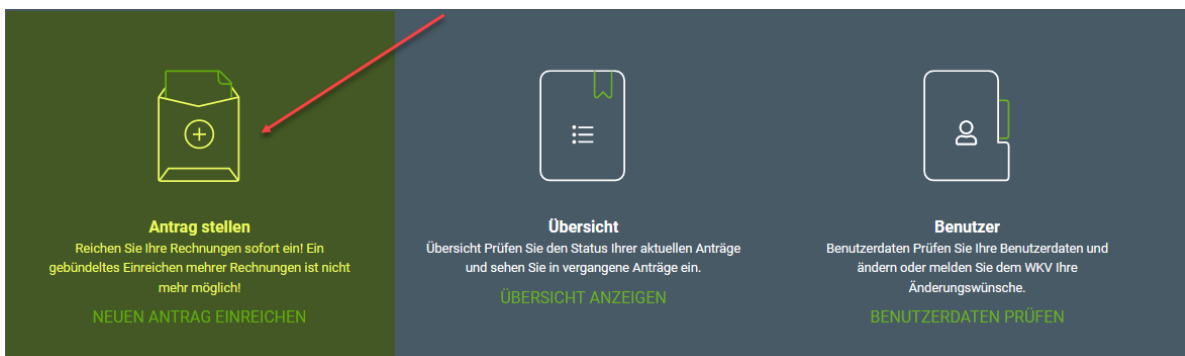 Antrag stellen
Reichen Sie Ihre Rechnungen sofort ein! Ein
gebündeltes Einreichen mehrer Rechnungen ist nicht
mehr möglich!
NEUEN ANTRAG EINREICHEN
Übersicht
Übersicht Prüfen Sie den Status Ihrer aktuellen Anträge
und sehen Sie in vergangene Anträge ein.
ÜBERSICHT ANZEIGEN
Benutzer
Benutzerdaten Prüfen Sie Ihre Benutzerdaten und
ändern oder melden Sie dem WKV Ihre
Änderungswünsche.
BENUTZERDATEN PRÜFEN